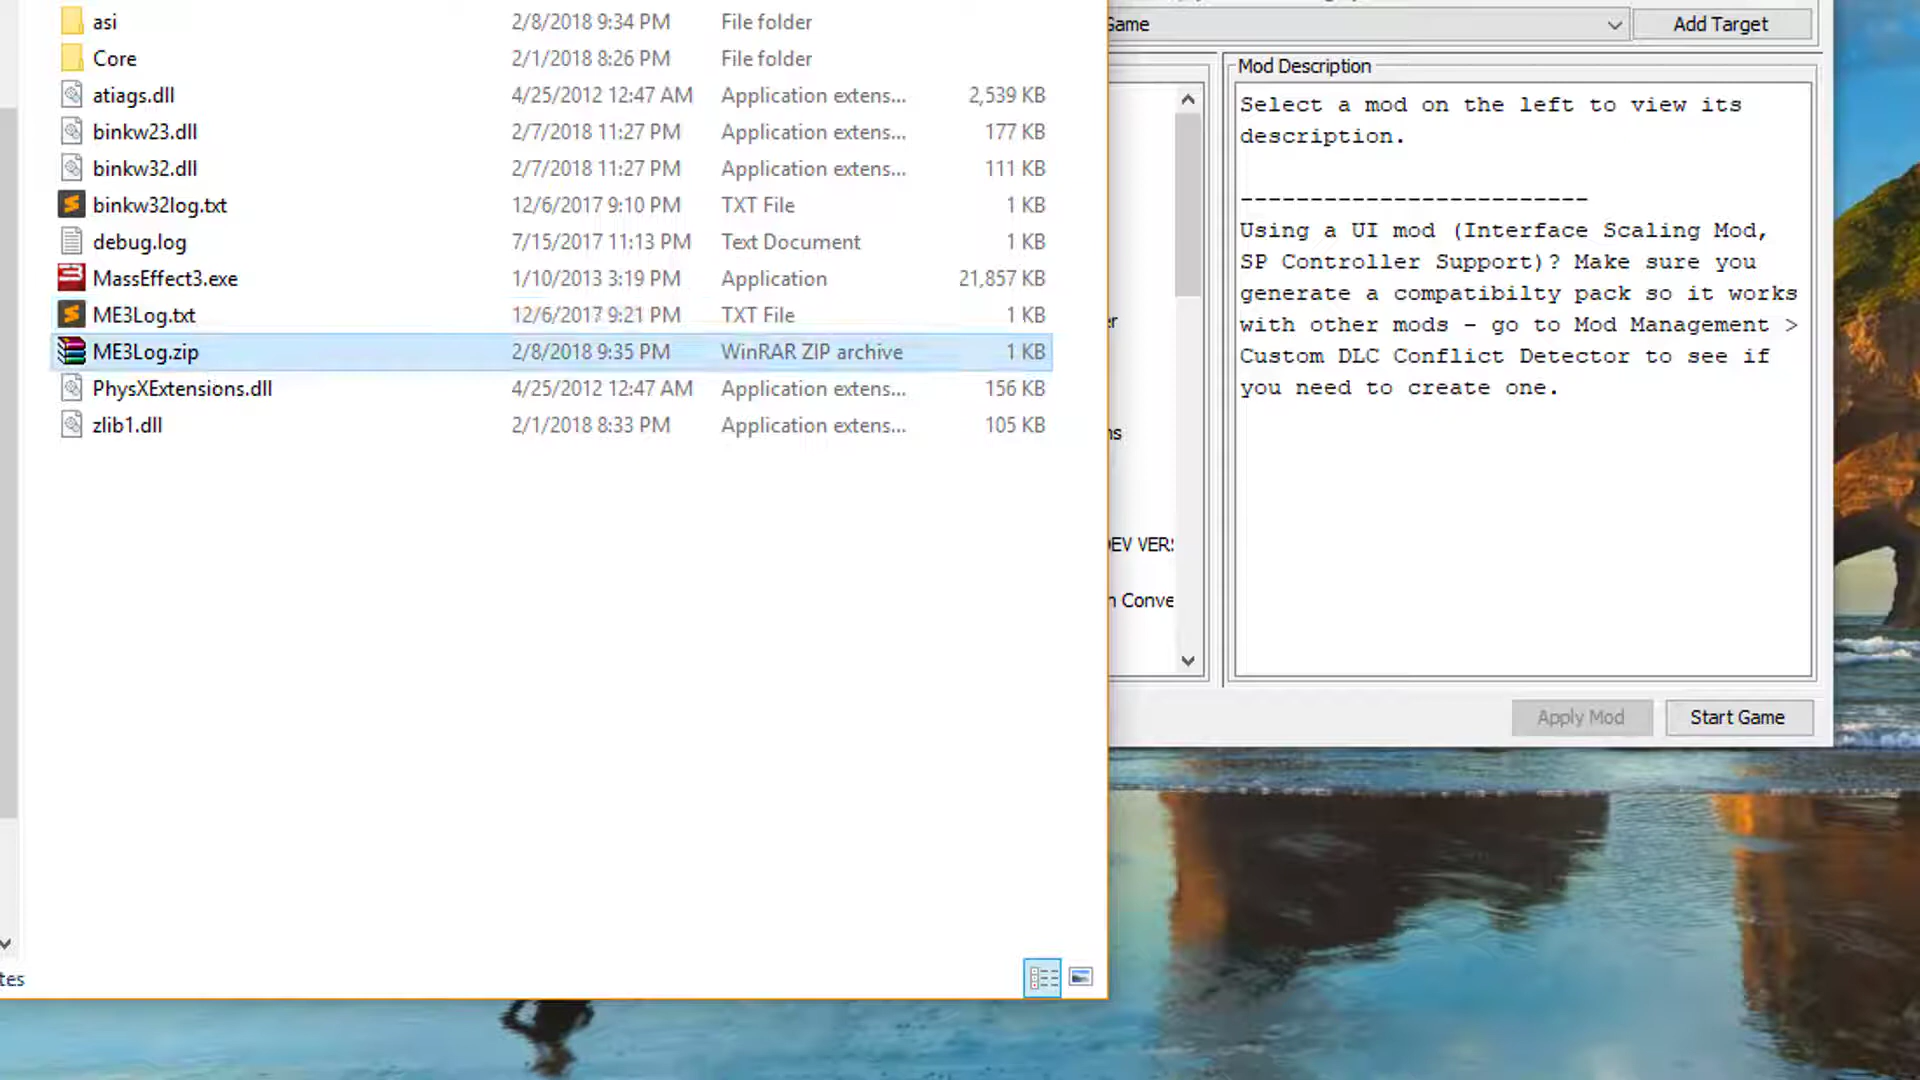 asi 2/8/2018 9:34 PM File folder
Core 2/1/2018 8:26 PM File folder
atiags.dll 4/25/2012 12:47 AM Application extens... 2,539 KB
binkw23.dll 2/7/2018 11:27 PM Application extens... 177 KB
binkw32.dll 2/7/2018 11:27 PM Application extens... 111 KB
binkw32log.txt 12/6/2017 9:10 PM TXT File 1 KB
debug.log 7/15/2017 11:13 PM Text Document 1 KB
MassEffect3.exe 1/10/2013 3:19 PM Application 21,857 KB
ME3Log.txt 12/6/2017 9:21 PM TXT File 1 KB
ME3Log.zip 2/8/2018 9:35 PM WinRAR ZIP archive 1 KB
PhysXExtensions.dll 4/25/2012 12:47 AM Application extens... 156 KB
zlib1.dll 2/1/2018 8:33 PM Application extens... 105 KB
tes
Game
Add Target
er
ns
DEV VER
n Conve
Mod Description
Select a mod on the left to view its
description.
-------------------------
Using a UI mod (Interface Scaling Mod,
SP Controller Support)? Make sure you
generate a compatibilty pack so it works
with other mods - go to Mod Management >
Custom DLC Conflict Detector to see if
you need to create one.
Apply Mod
Start Game